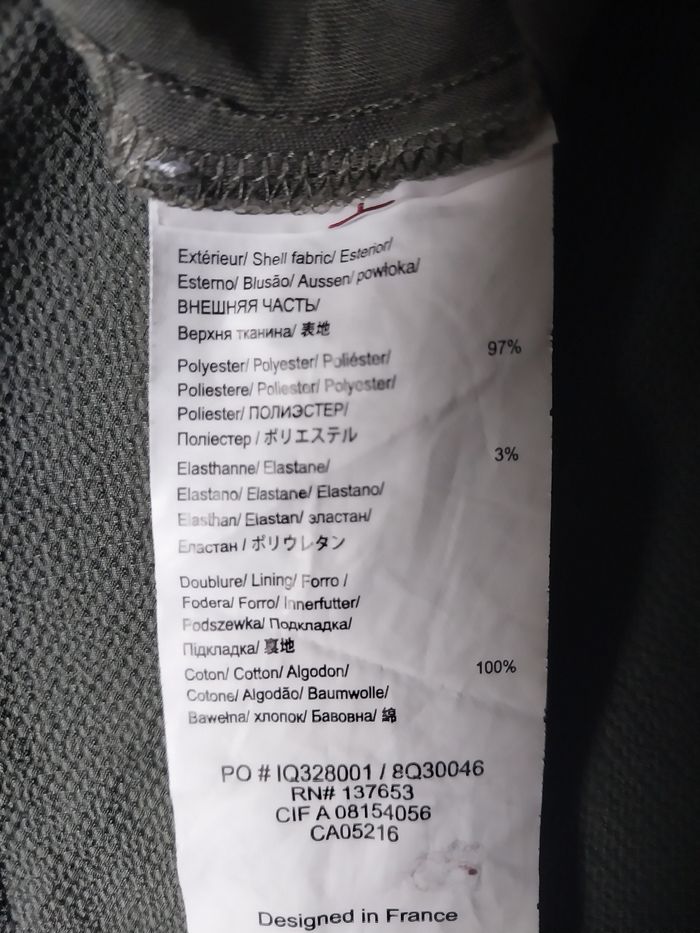 Extérieur/ Shell fabric/ Esterior/
Esterno/ Blusão/ Aussen/ powłoka/
ВНЕШНЯЯ ЧАСТЬ/
Верхня тканина/ 表地
97%
Polyester/ Polyester/ Poliéster/
Poliestere/ Poliester/ Polyester/
Poliester/ ПОЛИЭСТЕР/
Поліестер / ポリエステル
3%
Elasthanne/ Elastane/
Elastano/ Elastane/ Elastano/
Elasthan/ Elastan/ эластан/
Еластан / ポリウレタン
Doublure/ Lining/ Forro /
Fodera/ Forro/ Innerfutter/
Podszewka/ Подкладка/
Підкладка/ 裏地
100%
Coton/ Cotton/ Algodon/
Cotone/ Algodão/ Baumwolle/
Bawełna/ хлопок/ Бавовна/ 綿
PO # IQ328001 / 8Q30046
RN# 137653
CIF A 08154056
CA05216
Designed in France